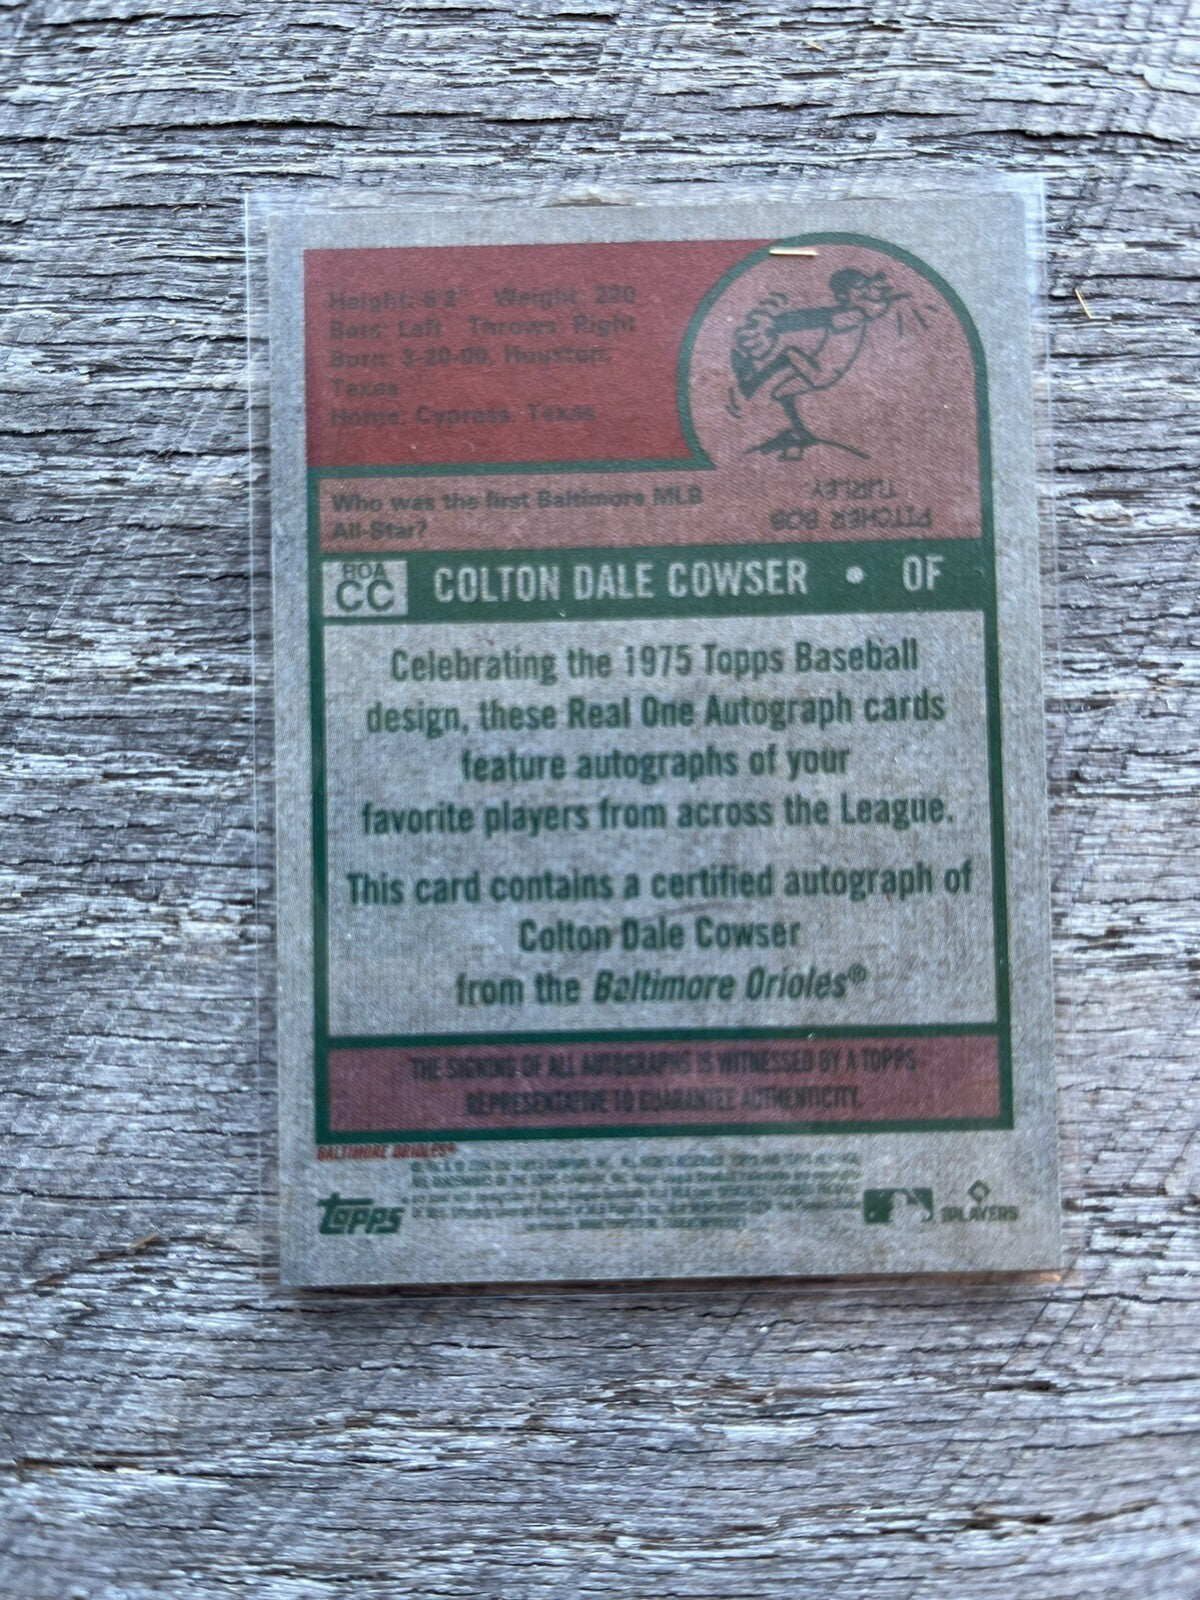 Height: 6'2" Weight: 220
Bats: Left Throws: Right
Born: 3-20-00, Houston,
Texas
Home: Cypress, Texas
Who was the first Baltimore MLB
All-Star?
PITCHER BOB
TURLEY.
ROA
CC
COLTON DALE COWSER • OF
Celebrating the 1975 Topps Baseball
design, these Real One Autograph cards
feature autographs of your
favorite players from across the League.
This card contains a certified autograph of
Colton Dale Cowser
from the Baltimore Orioles®
THE SIGNING OF ALL AUTOGRAPHS IS WITNESSED BY A TOPPS
REPRESENTATIVE TO GUARANTEE AUTHENTICITY.
BALTIMORE ORIOLES™
TOPPS
PLAYERS